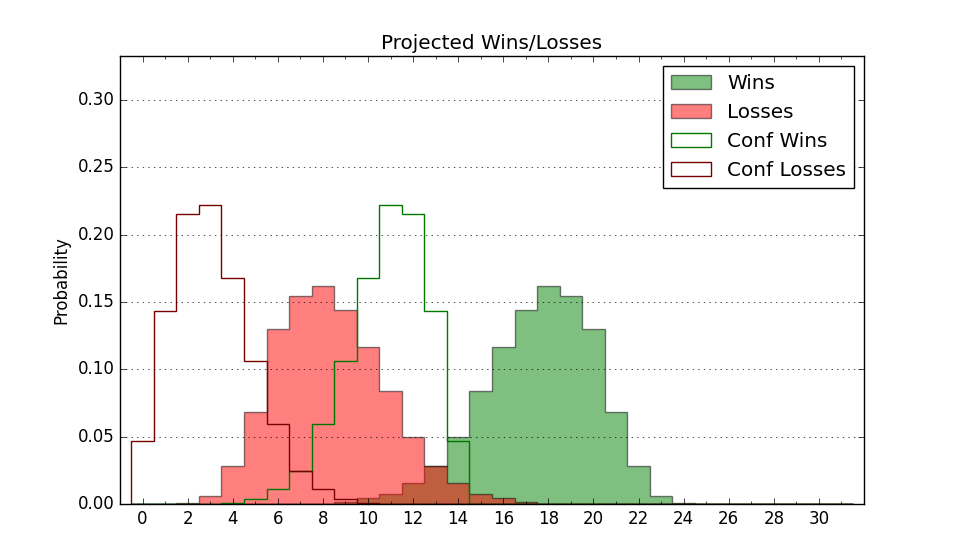 Projected Wins/Losses
Wins
Losses
Conf Wins
Conf Losses
Probability
0.30
0.25
0.20
0.15
0.10
0.05
0.00
0 2 4 6 8 10 12 14 16 18 20 22 24 26 28 30